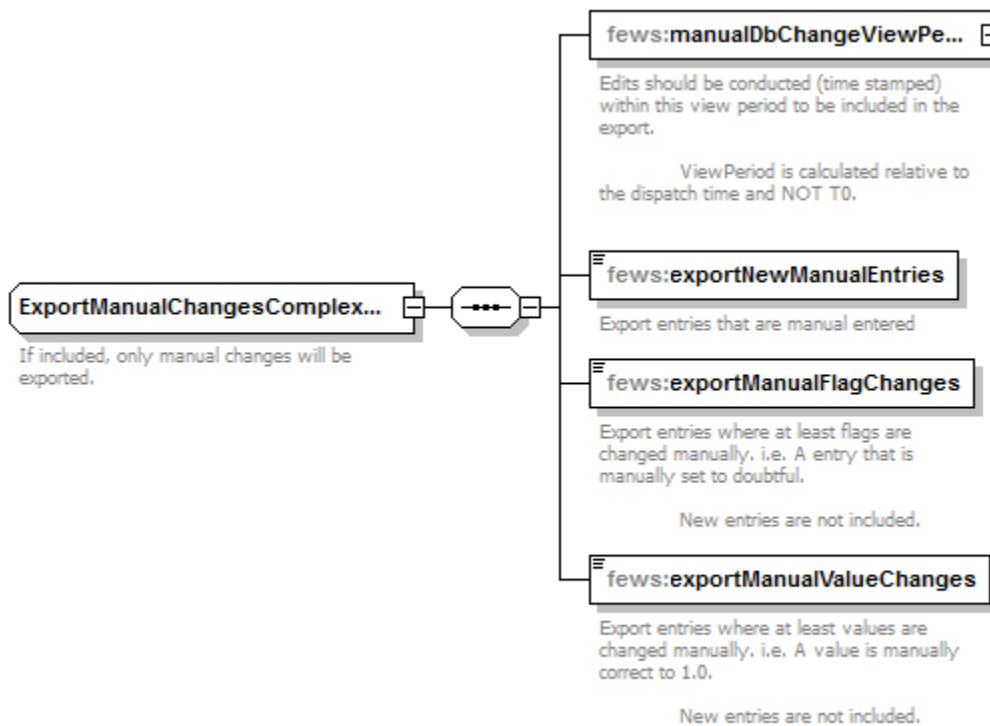 fews:manualDbChangeViewPe...
Edits should be conducted (time stamped)
within this view period to be included in the
export.
ViewPeriod is calculated relative to
the dispatch time and NOT T0.
ExportManualChangesComplex...
If included, only manual changes will be
exported.
fews:exportNewManualEntries
Export entries that are manual entered
fews:exportManualFlagChanges
Export entries where at least flags are
changed manually. i.e. A entry that is
manually set to doubtful.
New entries are not included.
fews:exportManualValueChanges
Export entries where at least values are
changed manually. i.e. A value is manually
correct to 1.0.
New entries are not included.